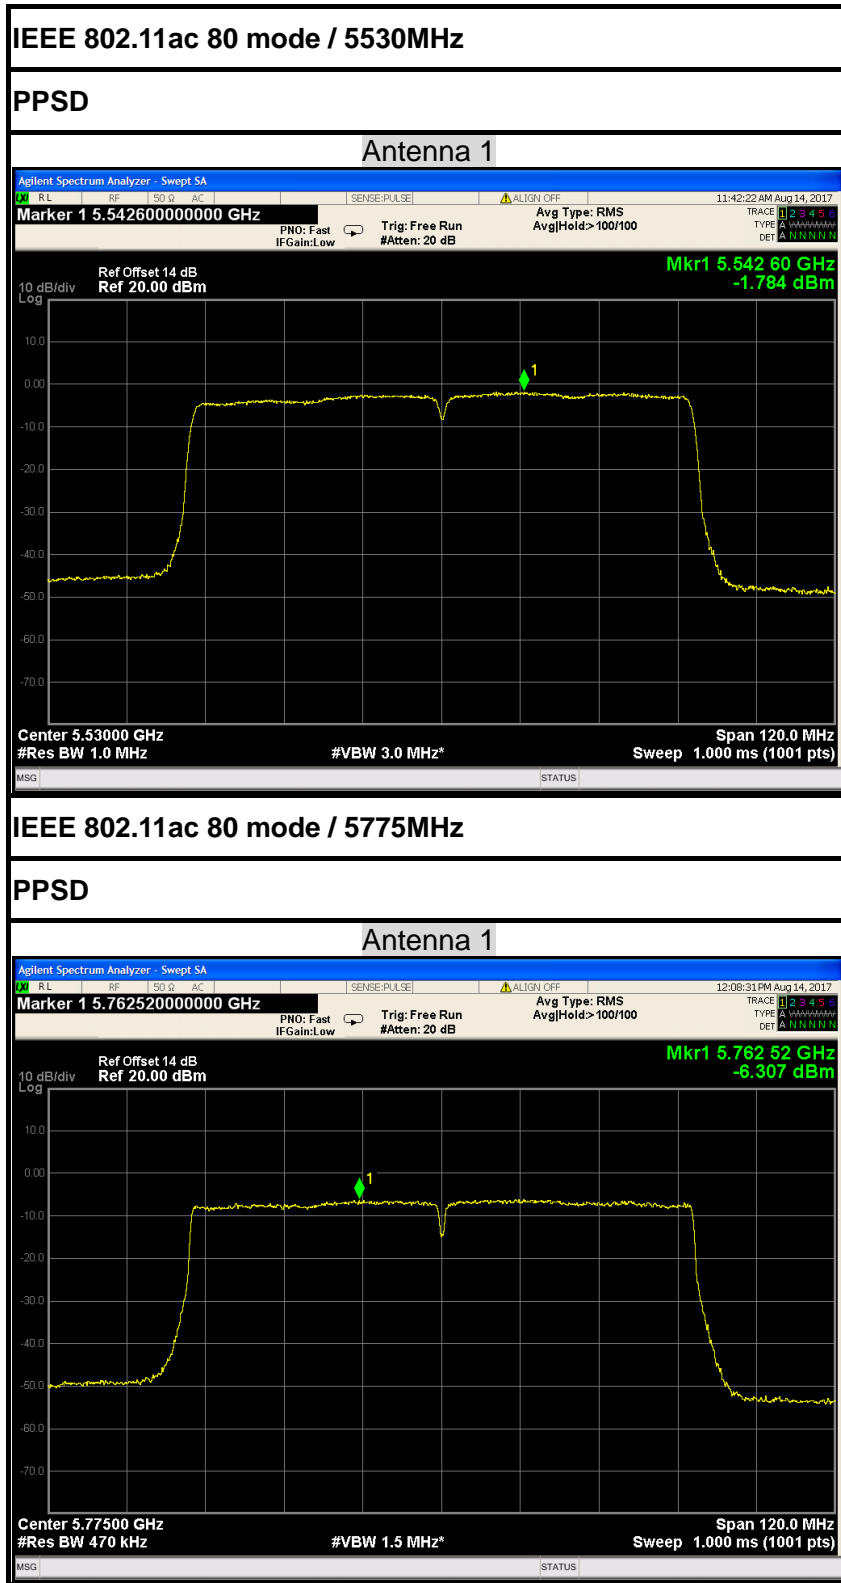 IEEE 802.11ac 80 mode / 5530MHz
PPSD
Antenna 1
Agilent Spectrum Analyzer - Swept SA
LXI RL RF 50 Ω AC SENSE:PULSE ALIGN OFF 11:42:22 AM Aug 14, 2017
Marker 1 5.542600000000 GHz Avg Type: RMS TRACE 1 2 3 4 5 6
PNO: Fast Trig: Free Run Avg|Hold:>100/100 TYPE A WWWWW
IFGain:Low #Atten: 20 dB DET A N N N N N
Mkr1 5.542 60 GHz
-1.784 dBm
Ref Offset 14 dB
10 dB/div Ref 20.00 dBm
Log
10.0
0.00
-10.0
-20.0
-30.0
-40.0
-50.0
-60.0
-70.0
1
Center 5.53000 GHz Span 120.0 MHz
#Res BW 1.0 MHz #VBW 3.0 MHz* Sweep 1.000 ms (1001 pts)
MSG STATUS
IEEE 802.11ac 80 mode / 5775MHz
PPSD
Antenna 1
Agilent Spectrum Analyzer - Swept SA
LXI RL RF 50 Ω AC SENSE:PULSE ALIGN OFF 12:08:31 PM Aug 14, 2017
Marker 1 5.762520000000 GHz Avg Type: RMS TRACE 1 2 3 4 5 6
PNO: Fast Trig: Free Run Avg|Hold:>100/100 TYPE A WWWWW
IFGain:Low #Atten: 20 dB DET A N N N N N
Mkr1 5.762 52 GHz
-6.307 dBm
Ref Offset 14 dB
10 dB/div Ref 20.00 dBm
Log
10.0
0.00
-10.0
-20.0
-30.0
-40.0
-50.0
-60.0
-70.0
1
Center 5.77500 GHz Span 120.0 MHz
#Res BW 470 kHz #VBW 1.5 MHz* Sweep 1.000 ms (1001 pts)
MSG STATUS